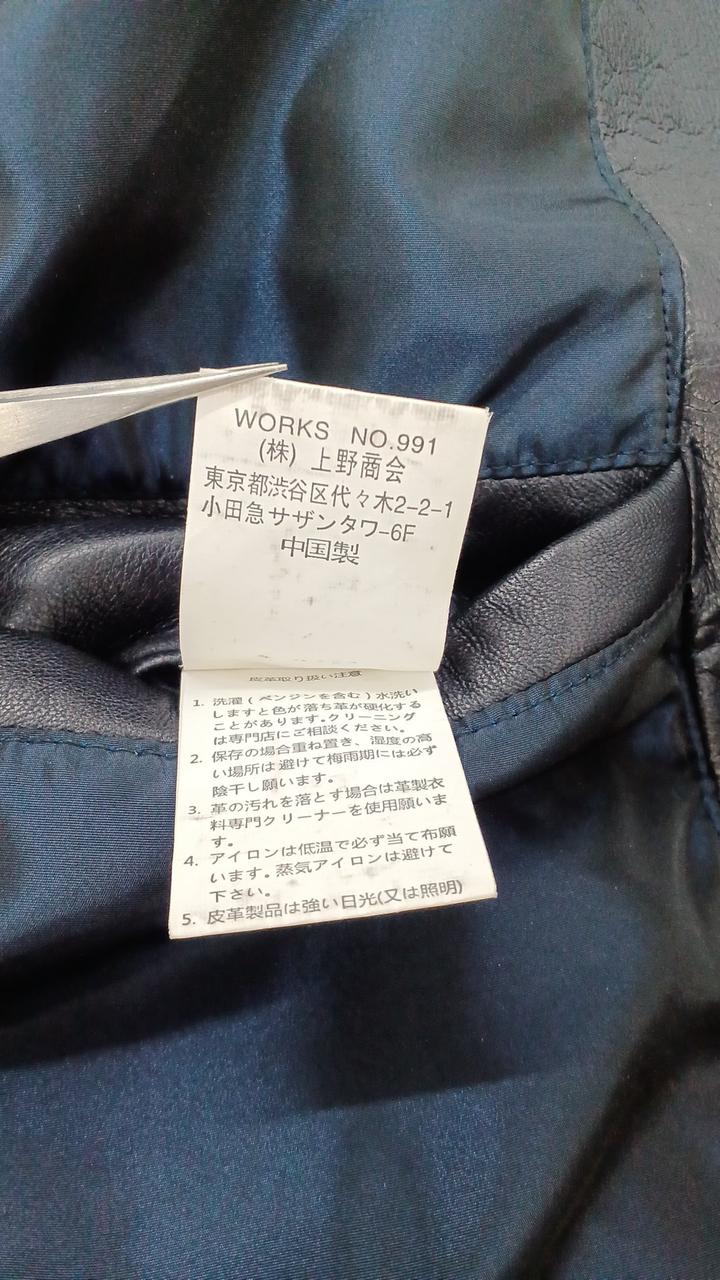 WORKS NO.991
(株) 上野商会
東京都渋谷区代々木2-2-1
小田急サザンタワー6F
中国製
皮革取り扱い注意
1. 洗濯 ( ベンジンを含む ) 水洗い
しますと色が落ち革が硬化する
ことがあります。クリーニング
は専門店にご相談ください。
2. 保存の場合重ね置き、湿度の高
い場所は避けて梅雨期には必ず
陰干し願います。
3. 革の汚れを落とす場合は革製衣
料専門クリーナーを使用願いま
す。
4. アイロンは低温で必ず当て布願
います。蒸気アイロンは避けて
下さい。
5. 皮革製品は強い日光(又は照明)